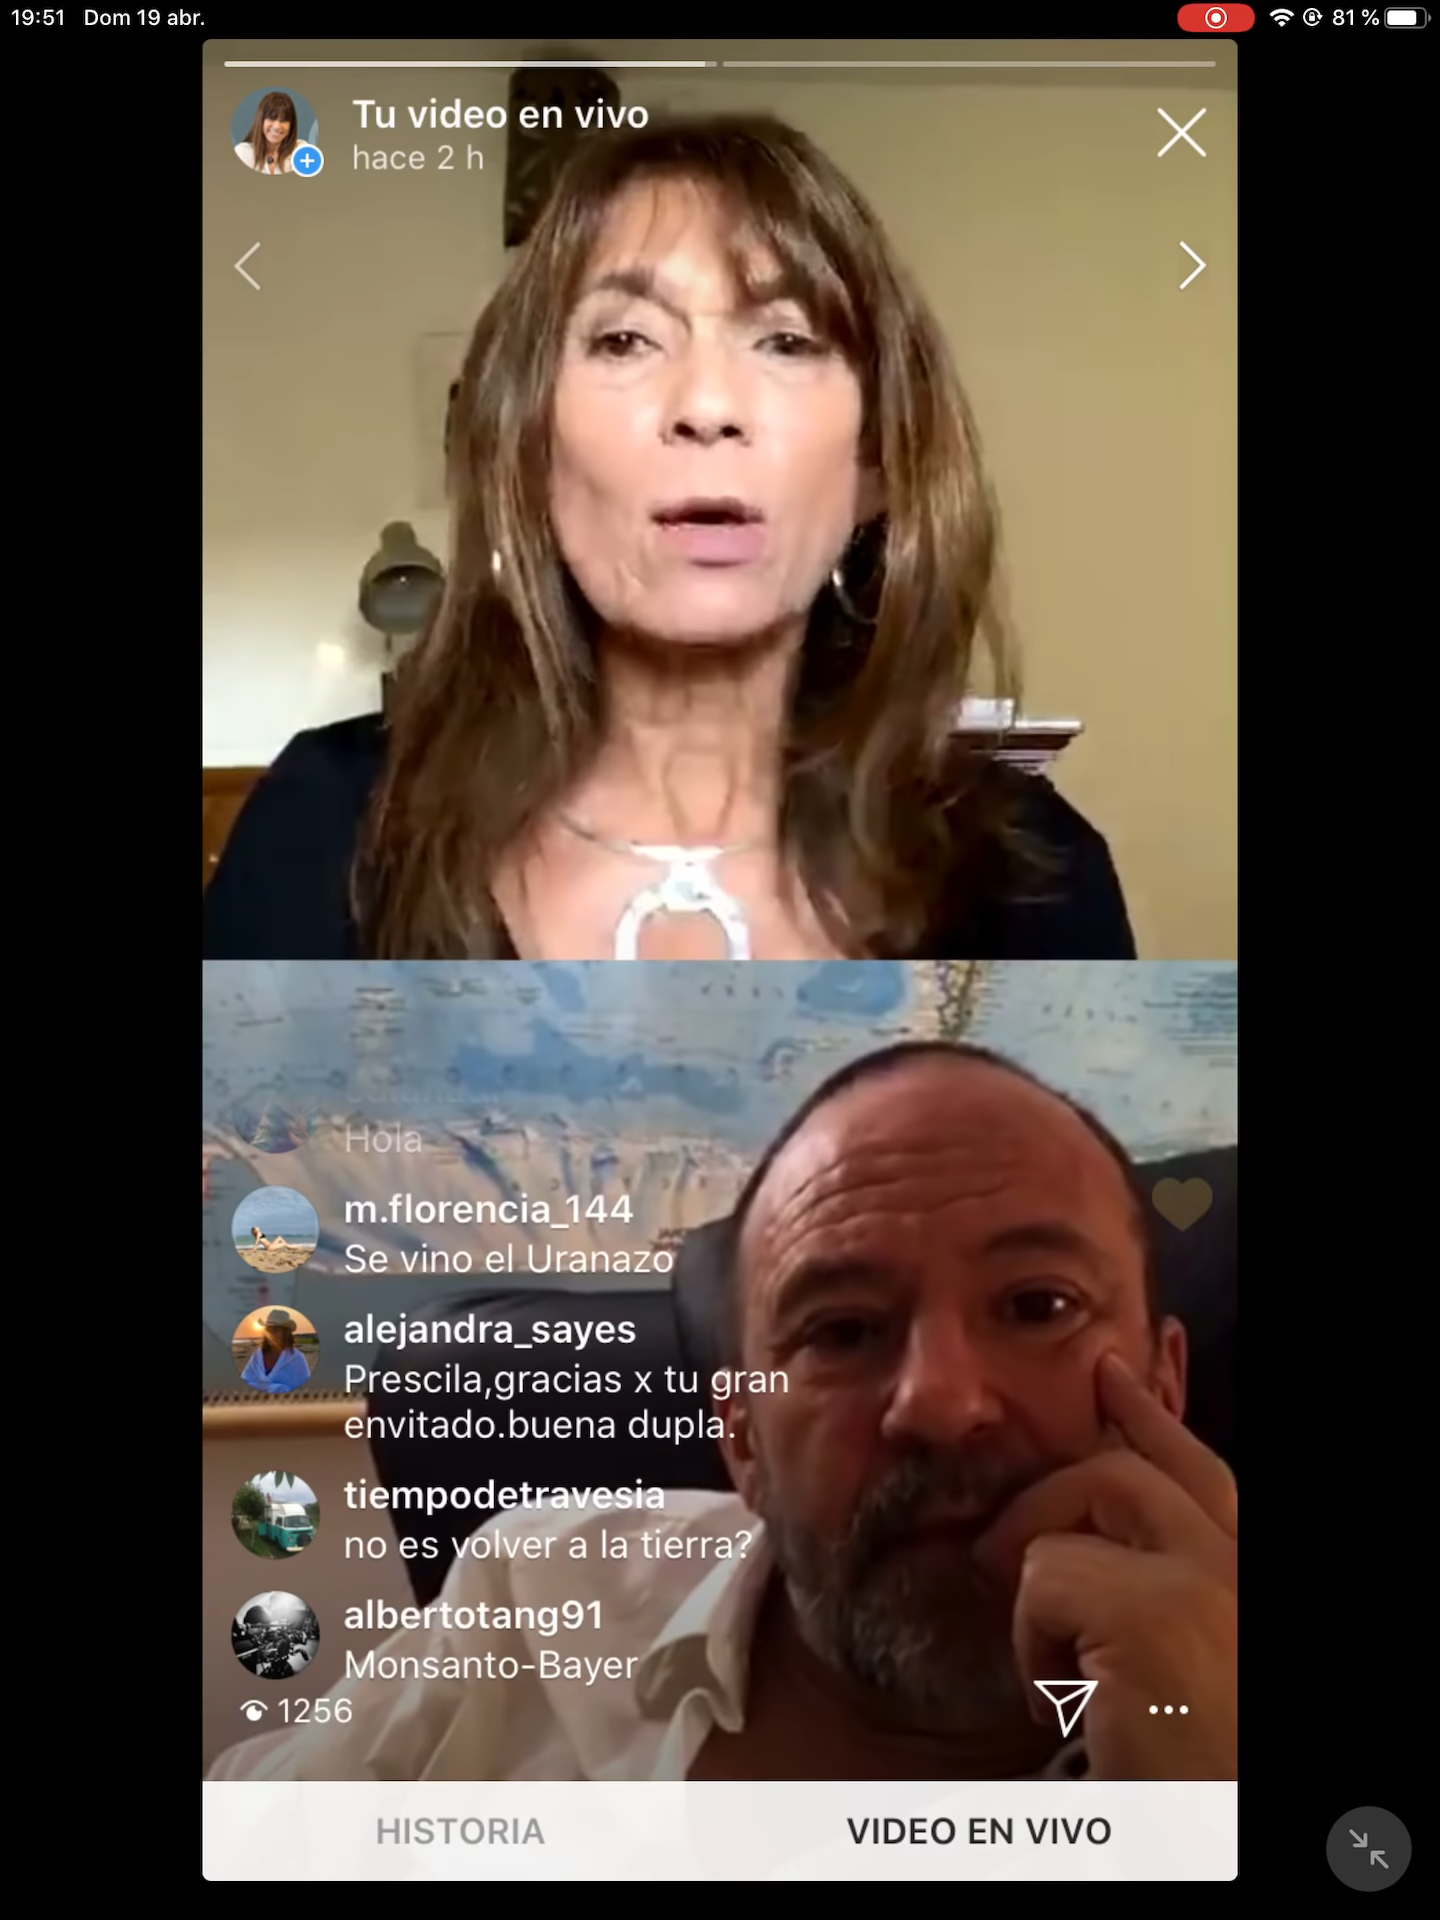 19:51 Dom 19 abr.
81 %
Tu video en vivo
hace 2 h
Hola
m.florencia_144
Se vino el Uranazo
alejandra_sayes
Prescila,gracias x tu gran
envitado.buena dupla.
tiempodetravesia
no es volver a la tierra?
albertotang91
Monsanto-Bayer
1256
HISTORIA
VIDEO EN VIVO